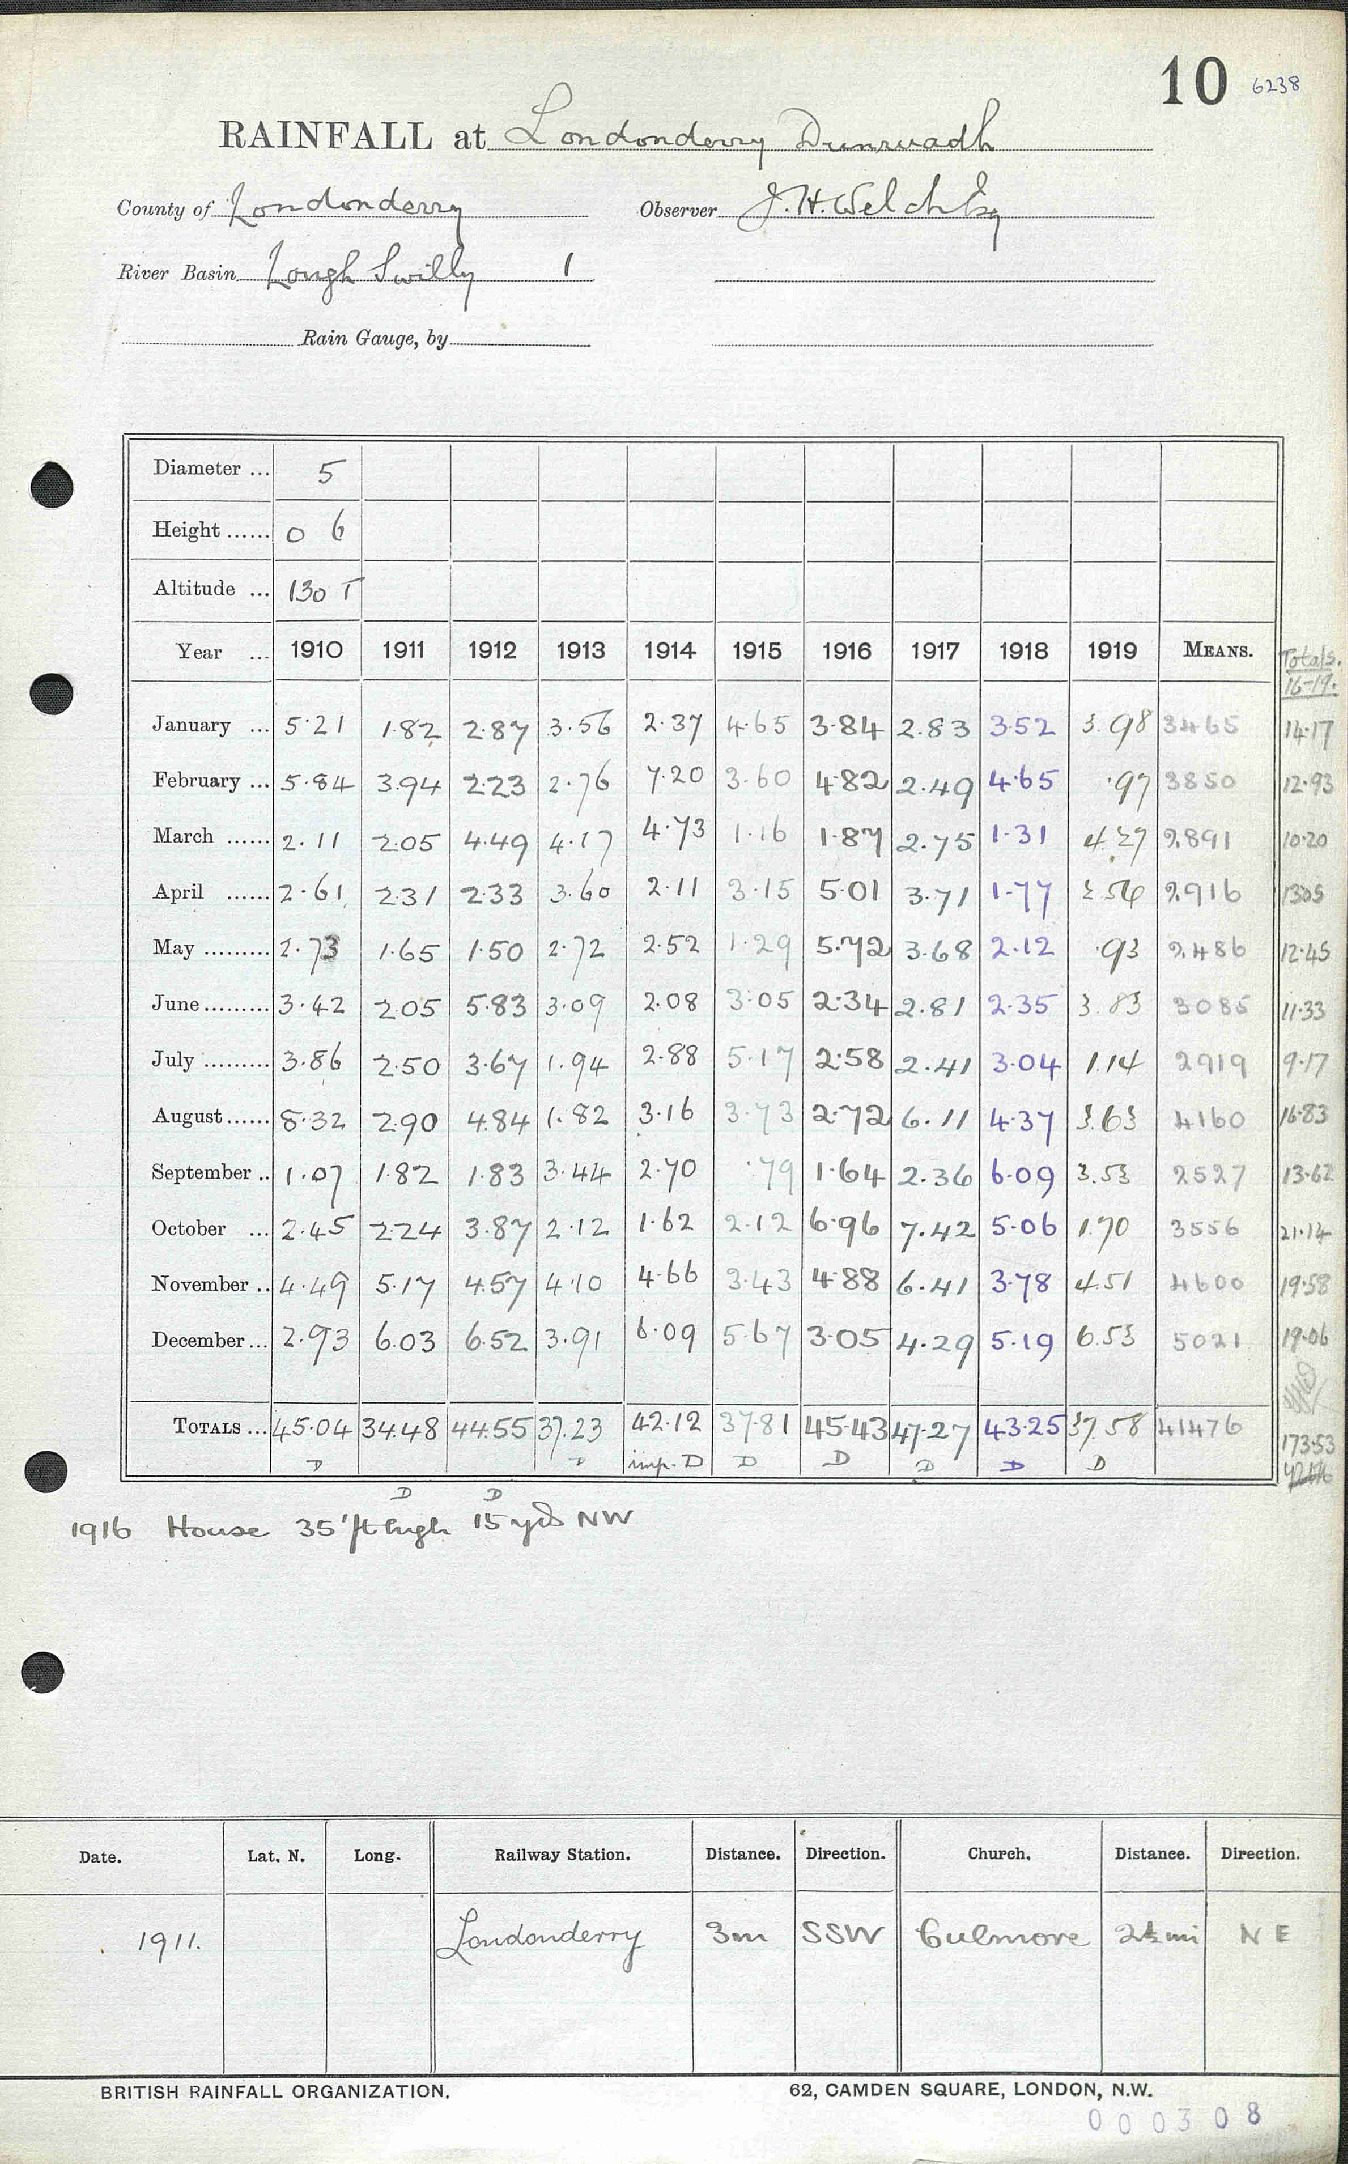 10 6238
RAINFALL at Londonderry Dunruadh
County of Londonderry Observer J. H. Welch Esq
River Basin Lough Swilly 1
Rain Gauge, by
Diameter ... 5
Height ...... 0 6
Altitude ... 130 T
Year ... 1910 1911 1912 1913 1914 1915 1916 1917 1918 1919 MEANS. Totals. 16-19.
January ... 5.21 1.82 2.87 3.56 2.37 4.65 3.84 2.83 3.52 3.98 3465 14.17
February ... 5.84 3.94 2.23 2.76 7.20 3.60 4.82 2.49 4.65 .97 3850 12.93
March ...... 2.11 2.05 4.49 4.17 4.73 1.16 1.87 2.75 1.31 4.27 2891 10.20
April ...... 2.61 2.31 2.33 3.60 2.11 3.15 5.01 3.71 1.77 2.56 2916 13.05
May ......... 2.73 1.65 1.50 2.72 2.52 1.29 5.72 3.68 2.12 .93 2.486 12.45
June ......... 3.42 2.05 5.83 3.09 2.08 3.05 2.34 2.81 2.35 3.83 3085 11.33
July ......... 3.86 2.50 3.67 1.94 2.88 5.17 2.58 2.41 3.04 1.14 2919 9.17
August ...... 8.32 2.90 4.84 1.82 3.16 3.73 2.72 6.11 4.37 3.63 4160 16.83
September .. 1.07 1.82 1.83 3.44 2.70 .79 1.64 2.36 6.09 3.53 2527 13.62
October ... 2.45 2.24 3.87 2.12 1.62 2.12 6.96 7.42 5.06 1.70 3556 21.14
November .. 4.49 5.17 4.57 4.10 4.66 3.43 4.88 6.41 3.78 4.51 4600 19.58
December ... 2.93 6.03 6.52 3.91 6.09 5.67 3.05 4.29 5.19 6.53 5021 19.06
TOTALS ... 45.04 34.48 44.55 37.23 42.12 37.81 45.43 47.27 43.25 37.58 41476 173.53
D D imp. D D D D D D
D D
1916 House 35 ft high 15 yds NW
Date. Lat. N. Long. Railway Station. Distance. Direction. Church. Distance. Direction.
1911. Londonderry 3m SSW Culmore 2½ mi N E
BRITISH RAINFALL ORGANIZATION. 62, CAMDEN SQUARE, LONDON, N.W.
000308